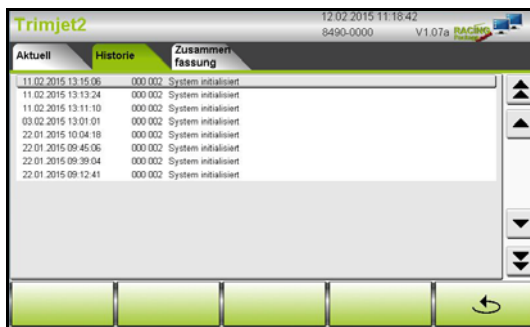 Trimjet2
12.02.2015 11:18:42
8490-0000 V1.07a RACING
Package
Aktuell Historie Zusammen
fassung
11.02.2015 13:15:06 000 002 System initialisiert
11.02.2015 13:13:24 000 002 System initialisiert
11.02.2015 13:11:10 000 002 System initialisiert
03.02.2015 13:01:01 000 002 System initialisiert
22.01.2015 10:04:18 000 002 System initialisiert
22.01.2015 09:45:06 000 002 System initialisiert
22.01.2015 09:39:04 000 002 System initialisiert
22.01.2015 09:12:41 000 002 System initialisiert